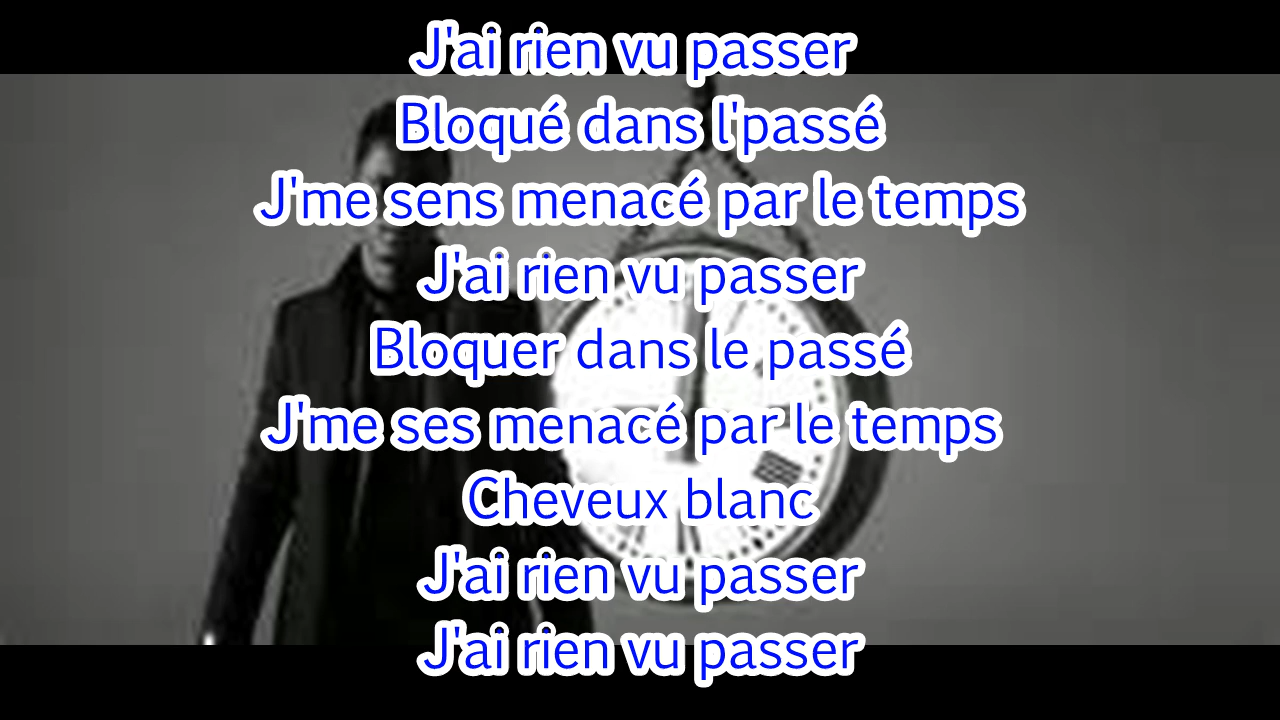 J'ai rien vu passer
Bloqué dans l'passé
J'me sens menacé par le temps
J'ai rien vu passer
Bloquer dans le passé
J'me ses menacé par le temps
Cheveux blanc
J'ai rien vu passer
J'ai rien vu passer